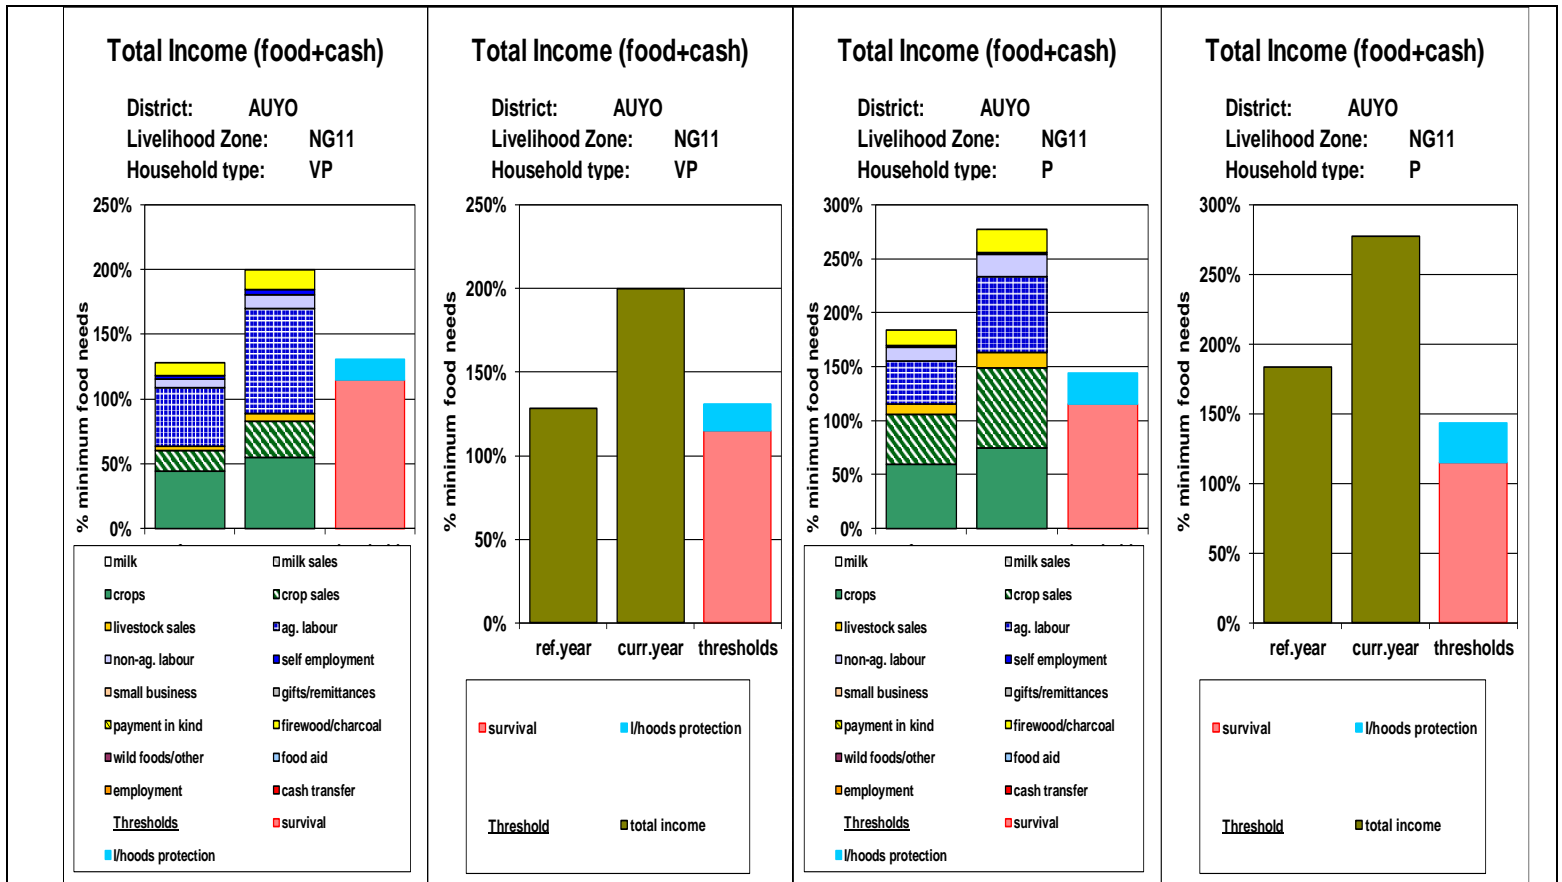 Total Income (food+cash)
District: AUYO
Livelihood Zone: NG11
Household type: VP
250%
200%
150%
100%
50%
0%
% minimum food needs
milk milk sales
crops crop sales
livestock sales ag. labour
non-ag. labour self employment
small business gifts/remittances
payment in kind firewood/charcoal
wild foods/other food aid
employment cash transfer
Thresholds survival
l/hoods protection
Total Income (food+cash)
District: AUYO
Livelihood Zone: NG11
Household type: VP
250%
200%
150%
100%
50%
0%
% minimum food needs
ref.year curr.year thresholds
survival l/hoods protection
Threshold total income
Total Income (food+cash)
District: AUYO
Livelihood Zone: NG11
Household type: P
300%
250%
200%
150%
100%
50%
0%
% minimum food needs
milk milk sales
crops crop sales
livestock sales ag. labour
non-ag. labour self employment
small business gifts/remittances
payment in kind firewood/charcoal
wild foods/other food aid
employment cash transfer
Thresholds survival
l/hoods protection
Total Income (food+cash)
District: AUYO
Livelihood Zone: NG11
Household type: P
300%
250%
200%
150%
100%
50%
0%
% minimum food needs
ref.year curr.year thresholds
survival l/hoods protection
Threshold total income